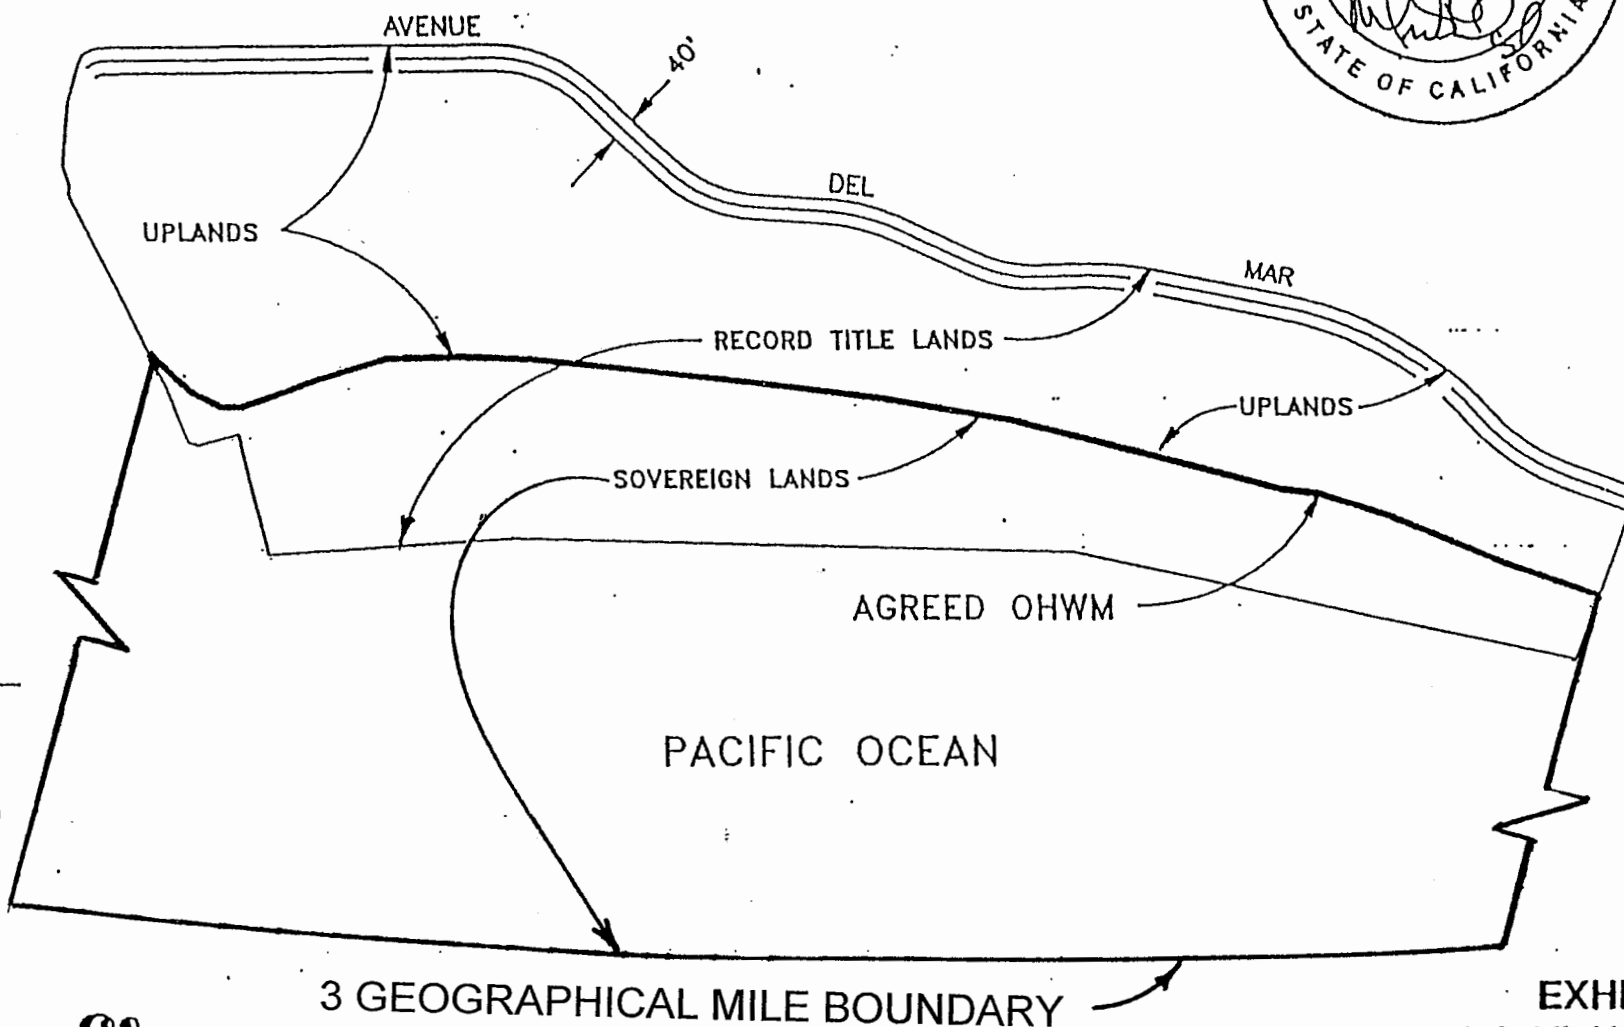 AVENUE
40'
STATE OF CALIFORNIA
DEL
UPLANDS
MAR
RECORD TITLE LANDS
UPLANDS
SOVEREIGN LANDS
AGREED OHWM
PACIFIC OCEAN
3 GEOGRAPHICAL MILE BOUNDARY